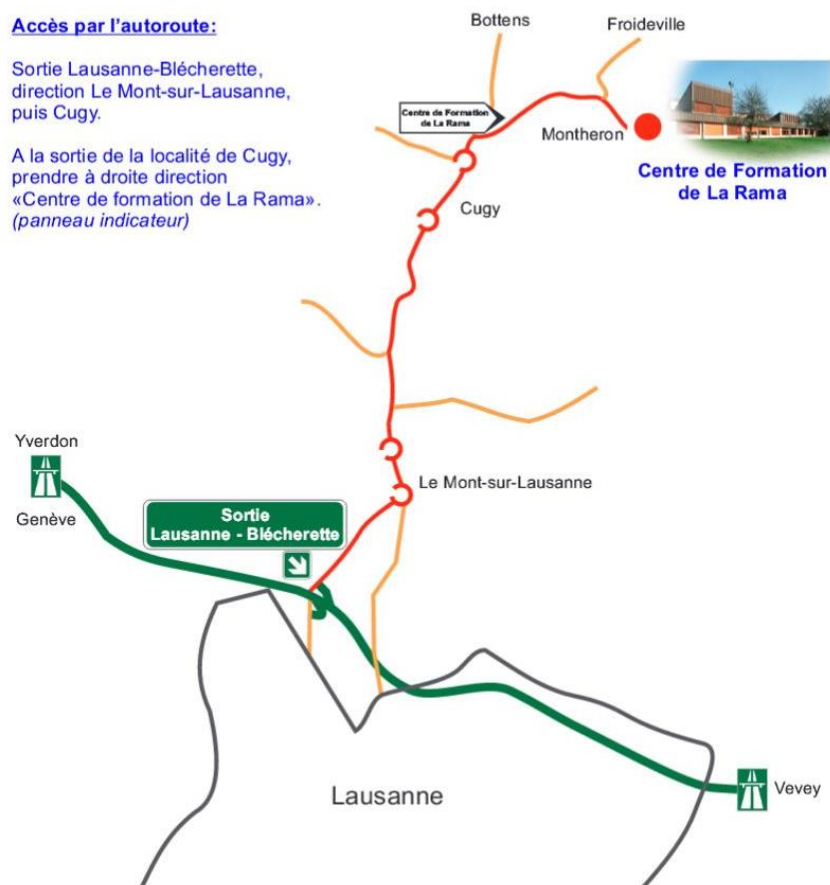 Accès par l'autoroute:
Sortie Lausanne-Blécherette,
direction Le Mont-sur-Lausanne,
puis Cugy.
A la sortie de la localité de Cugy,
prendre à droite direction
«Centre de formation de La Rama».
(panneau indicateur)
Bottens
Froideville
Centre de Formation
de La Rama
Montheron
Centre de Formation
de La Rama
Cugy
Yverdon
Genève
Le Mont-sur-Lausanne
Sortie
Lausanne - Blécherette
Lausanne
Vevey